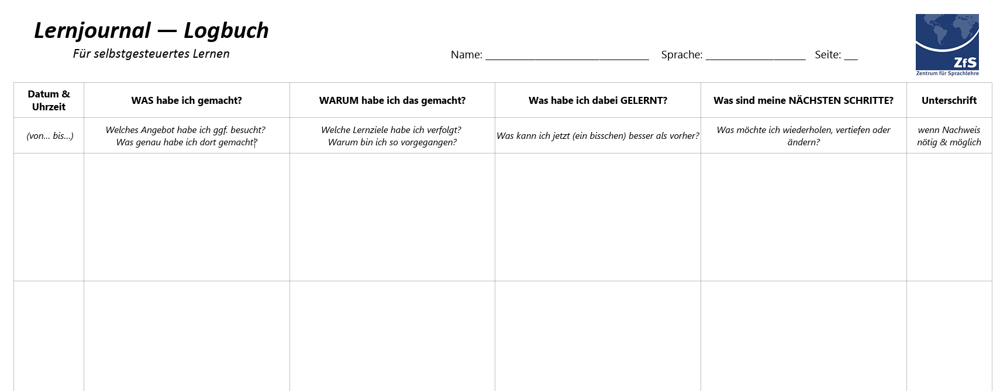 Lernjournal — Logbuch
Für selbstgesteuertes Lernen
Name: ____________________________ Sprache: _________________ Seite: __
ZfS
Zentrum für Sprachlehre
Datum &
Uhrzeit
WAS habe ich gemacht?
WARUM habe ich das gemacht?
Was habe ich dabei GELERNT?
Was sind meine NÄCHSTEN SCHRITTE?
Unterschrift
(von... bis...)
Welches Angebot habe ich ggf. besucht?
Was genau habe ich dort gemacht?
Welche Lernziele habe ich verfolgt?
Warum bin ich so vorgegangen?
Was kann ich jetzt (ein bisschen) besser als vorher?
Was möchte ich wiederholen, vertiefen oder
ändern?
wenn Nachweis
nötig & möglich